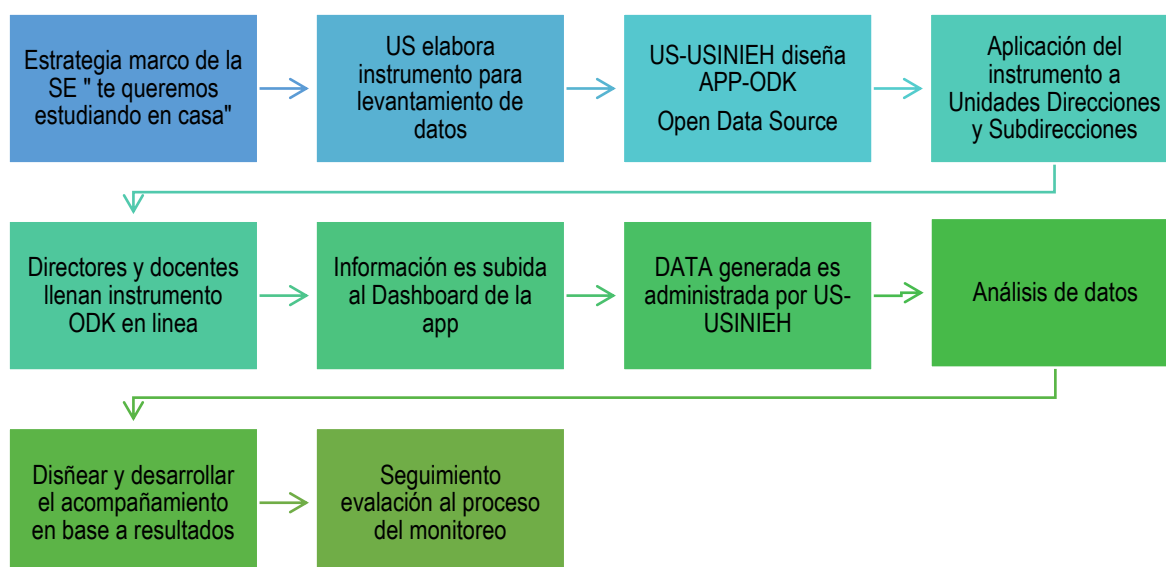 Estrategia marco de la
SE " te queremos
estudiando en casa"
US elabora
instrumento para
levantamiento de
datos
US-USINIEH diseña
APP-ODK
Open Data Source
Aplicación del
instrumento a
Unidades Direcciones
y Subdirecciones
Directores y docentes
llenan instrumento
ODK en linea
Información es subida
al Dashboard de la
app
DATA generada es
administrada por US-
USINIEH
Análisis de datos
Disñear y desarrollar
el acompañamiento
en base a resultados
Seguimiento
evalación al proceso
del monitoreo